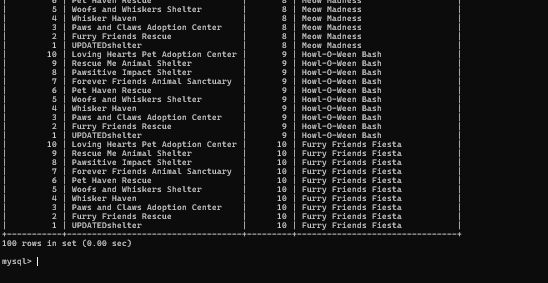 | 6 | Pet Haven Rescue | 8 | Meow Madness |
| 5 | Woofs and Whiskers Shelter | 8 | Meow Madness |
| 4 | Whisker Haven | 8 | Meow Madness |
| 3 | Paws and Claws Adoption Center | 8 | Meow Madness |
| 2 | Furry Friends Rescue | 8 | Meow Madness |
| 1 | UPDATEDshelter | 8 | Meow Madness |
| 10 | Loving Hearts Pet Adoption Center | 9 | Howl-O-Ween Bash |
| 9 | Rescue Me Animal Shelter | 9 | Howl-O-Ween Bash |
| 8 | Pawsitive Impact Shelter | 9 | Howl-O-Ween Bash |
| 7 | Forever Friends Animal Sanctuary | 9 | Howl-O-Ween Bash |
| 6 | Pet Haven Rescue | 9 | Howl-O-Ween Bash |
| 5 | Woofs and Whiskers Shelter | 9 | Howl-O-Ween Bash |
| 4 | Whisker Haven | 9 | Howl-O-Ween Bash |
| 3 | Paws and Claws Adoption Center | 9 | Howl-O-Ween Bash |
| 2 | Furry Friends Rescue | 9 | Howl-O-Ween Bash |
| 1 | UPDATEDshelter | 9 | Howl-O-Ween Bash |
| 10 | Loving Hearts Pet Adoption Center | 10 | Furry Friends Fiesta |
| 9 | Rescue Me Animal Shelter | 10 | Furry Friends Fiesta |
| 8 | Pawsitive Impact Shelter | 10 | Furry Friends Fiesta |
| 7 | Forever Friends Animal Sanctuary | 10 | Furry Friends Fiesta |
| 6 | Pet Haven Rescue | 10 | Furry Friends Fiesta |
| 5 | Woofs and Whiskers Shelter | 10 | Furry Friends Fiesta |
| 4 | Whisker Haven | 10 | Furry Friends Fiesta |
| 3 | Paws and Claws Adoption Center | 10 | Furry Friends Fiesta |
| 2 | Furry Friends Rescue | 10 | Furry Friends Fiesta |
| 1 | UPDATEDshelter | 10 | Furry Friends Fiesta |
100 rows in set (0.00 sec)
mysql>